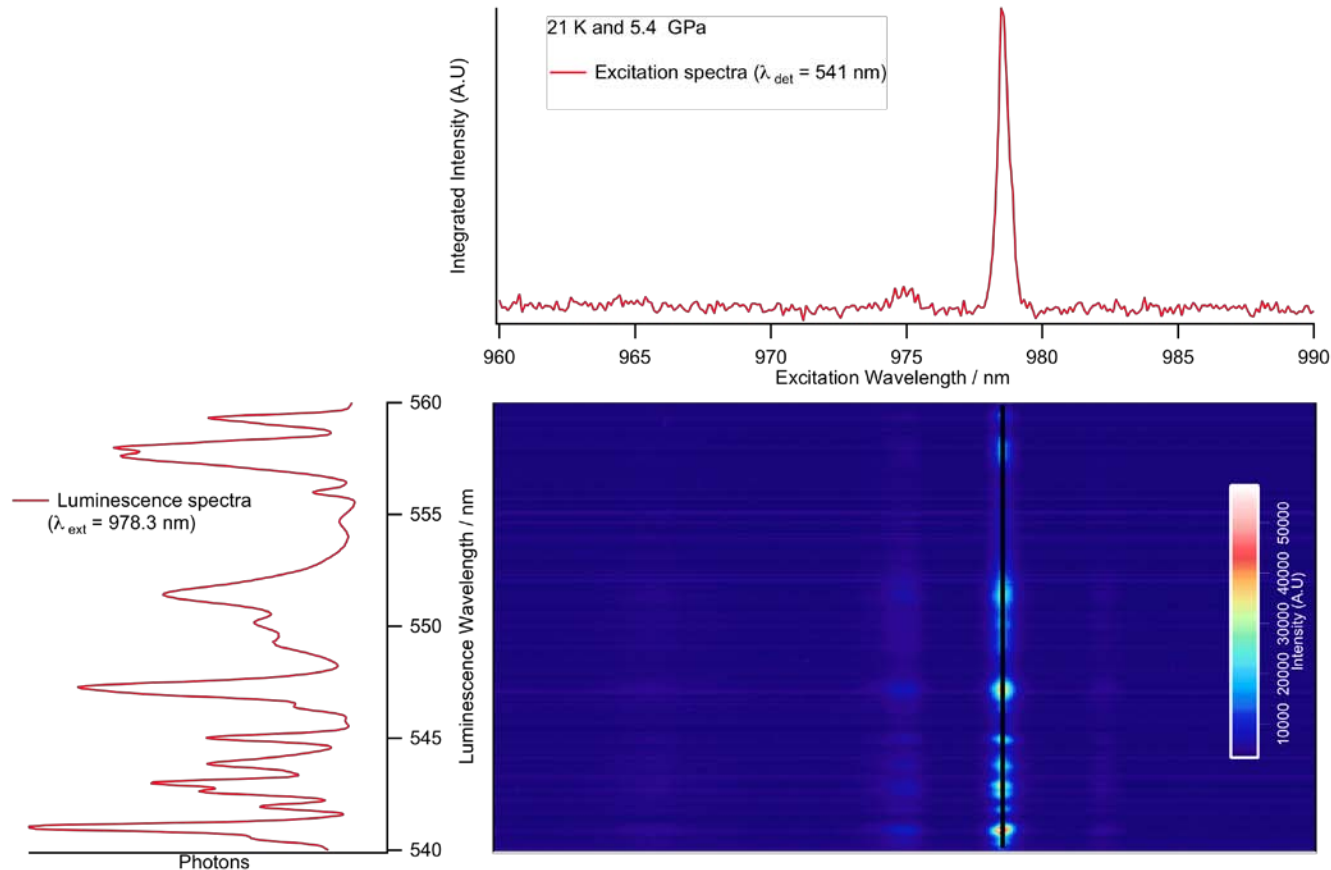 21 K and 5.4 GPa
Excitation spectra (λ det = 541 nm)
Integrated Intensity (A.U)
960 965 970 975 980 985 990
Excitation Wavelength / nm
Luminescence spectra
(λ ext = 978.3 nm)
Photons
560
555
550
545
540
Luminescence Wavelength / nm
10000 20000 30000 40000 50000
Intensity (A.U)